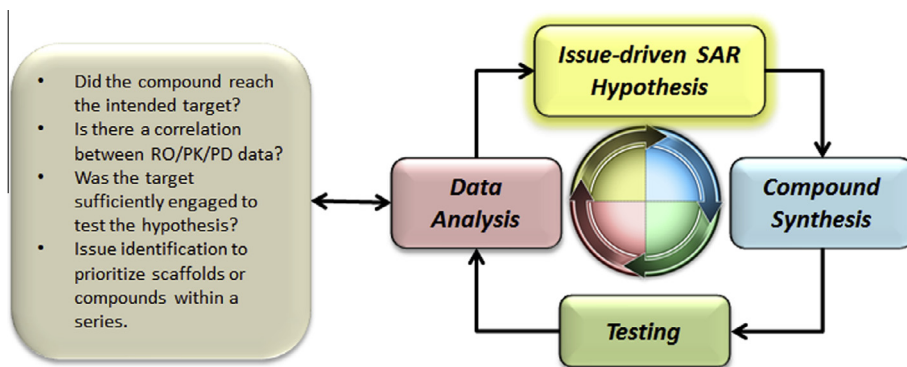 • Did the compound reach
the intended target?
• Is there a correlation
between RO/PK/PD data?
• Was the target
sufficiently engaged to
test the hypothesis?
• Issue identification to
prioritize scaffolds or
compounds within a
series.
Issue-driven SAR
Hypothesis
Data
Analysis
Compound
Synthesis
Testing